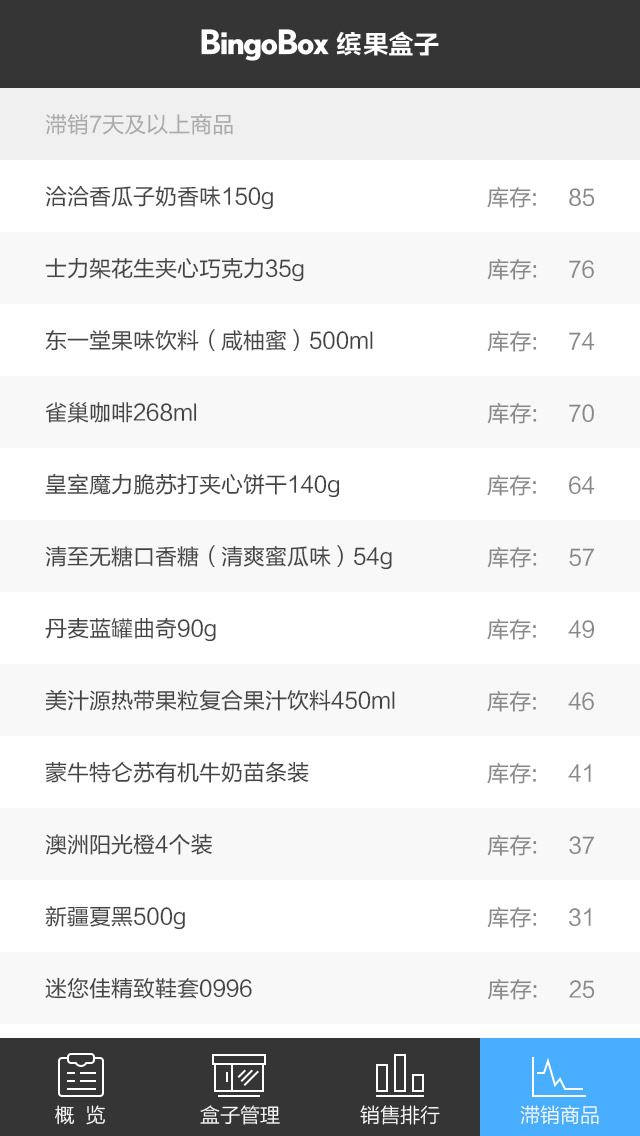 BingoBox 缤果盒子
滞销7天及以上商品
洽洽香瓜子奶香味150g 库存: 85
士力架花生夹心巧克力35g 库存: 76
东一堂果味饮料（咸柚蜜）500ml 库存: 74
雀巢咖啡268ml 库存: 70
皇室魔力脆苏打夹心饼干140g 库存: 64
清至无糖口香糖（清爽蜜瓜味）54g 库存: 57
丹麦蓝罐曲奇90g 库存: 49
美汁源热带果粒复合果汁饮料450ml 库存: 46
蒙牛特仑苏有机牛奶苗条装 库存: 41
澳洲阳光橙4个装 库存: 37
新疆夏黑500g 库存: 31
迷您佳精致鞋套0996 库存: 25
概 览 盒子管理 销售排行 滞销商品